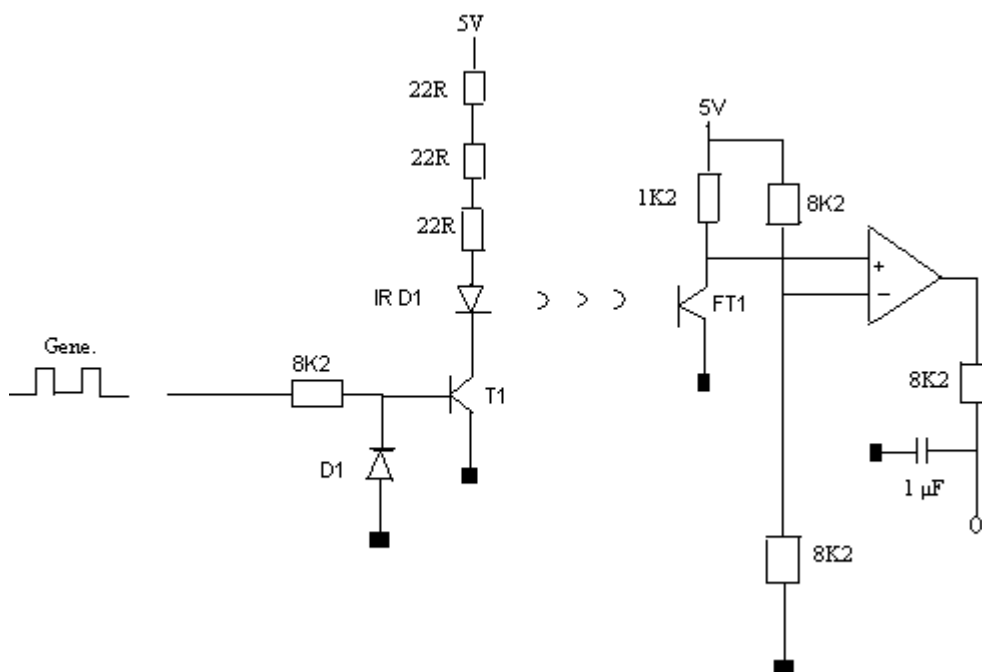 5V
22R
22R
22R
IR D1
Gene.
8K2
T1
D1
5V
1K2
8K2
+
−
FT1
8K2
1 µF
8K2